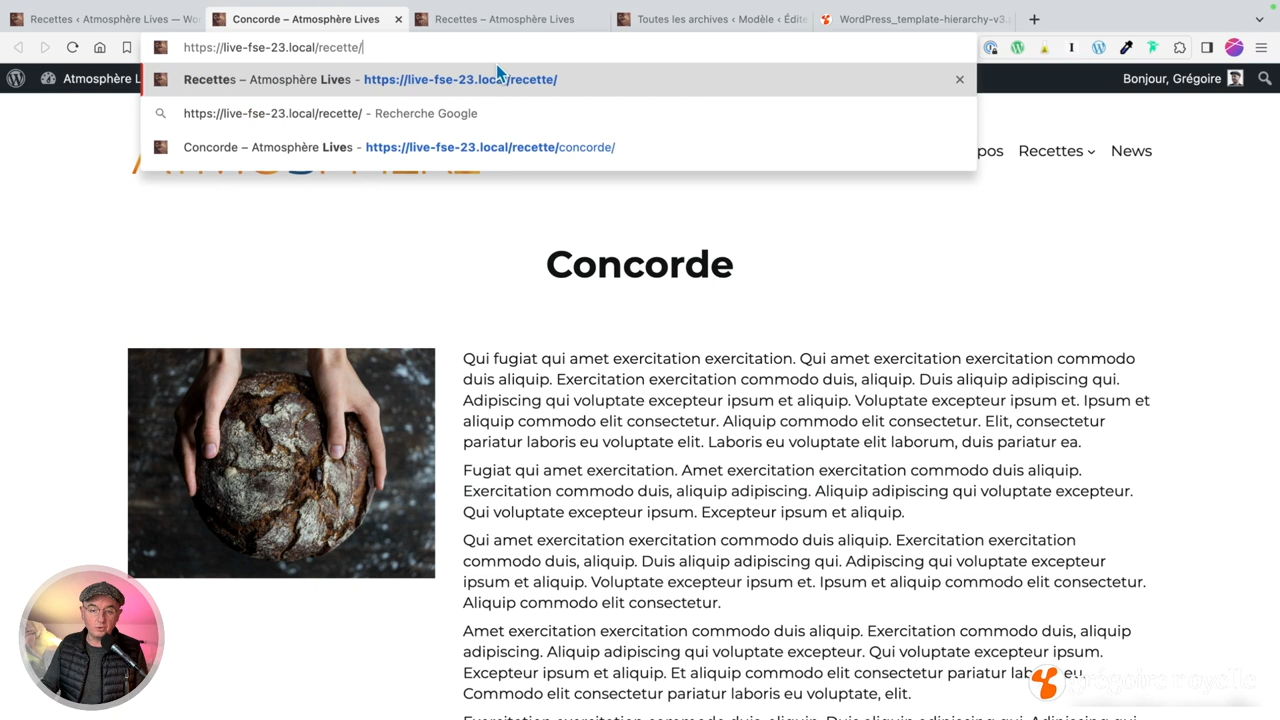 Recettes ‹ Atmosphère Lives — Wo
Concorde – Atmosphère Lives
Recettes – Atmosphère Lives
Toutes les archives ‹ Modèle ‹ Édite
WordPress_template-hierarchy-v3.
https://live-fse-23.local/recette/
Atmosphère L
Recettes – Atmosphère Lives - https://live-fse-23.local/recette/
Bonjour, Grégoire
https://live-fse-23.local/recette/ - Recherche Google
Concorde – Atmosphère Lives - https://live-fse-23.local/recette/concorde/
pos Recettes News
Concorde
Qui fugiat qui amet exercitation exercitation. Qui amet exercitation exercitation commodo
duis aliquip. Exercitation exercitation commodo duis, aliquip. Duis aliquip adipiscing qui.
Adipiscing qui voluptate excepteur ipsum et aliquip. Voluptate excepteur ipsum et. Ipsum et
aliquip commodo elit consectetur. Aliquip commodo elit consectetur. Elit, consectetur
pariatur laboris eu voluptate elit. Laboris eu voluptate elit laborum, duis pariatur ea.
Fugiat qui amet exercitation. Amet exercitation exercitation commodo duis aliquip.
Exercitation commodo duis, aliquip adipiscing. Aliquip adipiscing qui voluptate excepteur.
Qui voluptate excepteur ipsum. Excepteur ipsum et aliquip.
Qui amet exercitation exercitation commodo duis aliquip. Exercitation exercitation
commodo duis, aliquip. Duis aliquip adipiscing qui. Adipiscing qui voluptate excepteur
ipsum et aliquip. Voluptate excepteur ipsum et. Ipsum et aliquip commodo elit consectetur.
Aliquip commodo elit consectetur.
Amet exercitation exercitation commodo duis aliquip. Exercitation commodo duis, aliquip
adipiscing. Aliquip adipiscing qui voluptate excepteur. Qui voluptate excepteur ipsum.
Excepteur ipsum et aliquip. Et aliquip commodo elit consectetur. Elit, consectetur
Commodo elit consectetur duis pariatur laboris eu voluptate, elit.
grégoire noyelle